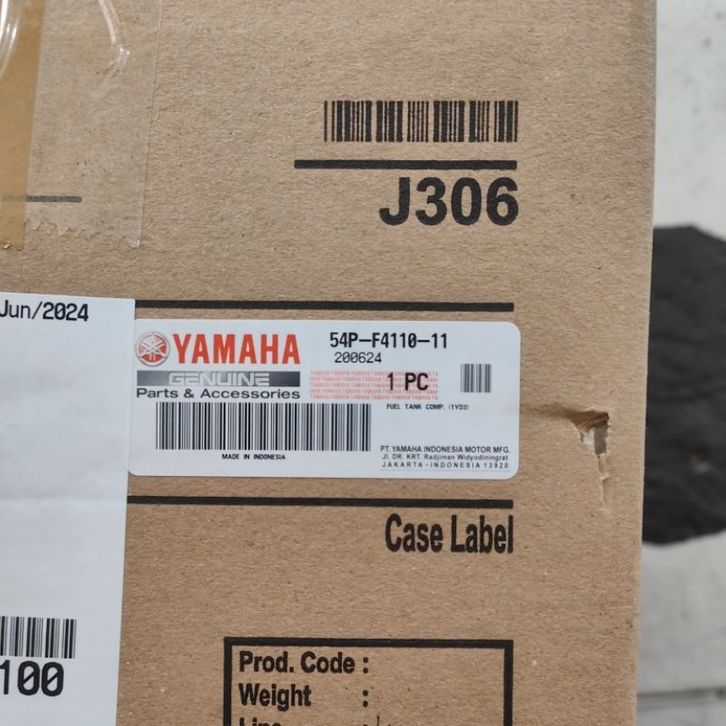 J306
Jun/2024
YAMAHA
GENUINE
Parts & Accessories
54P-F4110-11
200624
1 PC
FUEL TANK COMP. (1YD3)
MADE IN INDONESIA
PT. YAMAHA INDONESIA MOTOR MFG.
JL. DR. KRT. Radjiman Widyodiningrat
JAKARTA - INDONESIA 13920
Case Label
100
Prod. Code :
Weight :